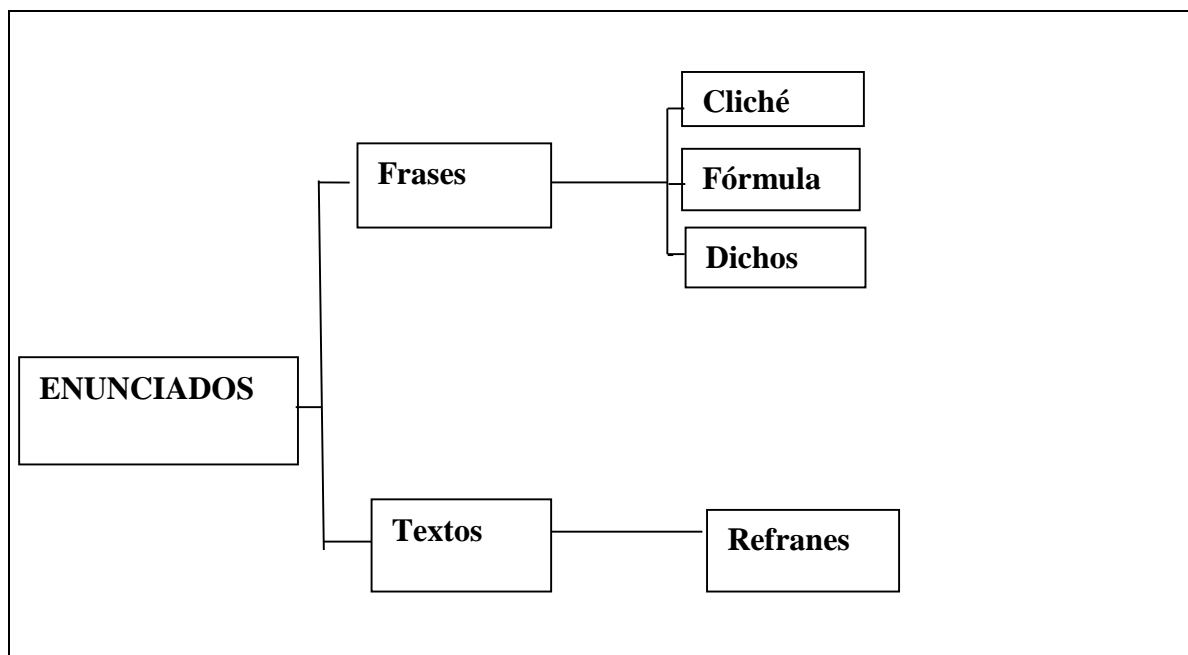 Cliché
Frases
Fórmula
Dichos
ENUNCIADOS
Textos
Refranes